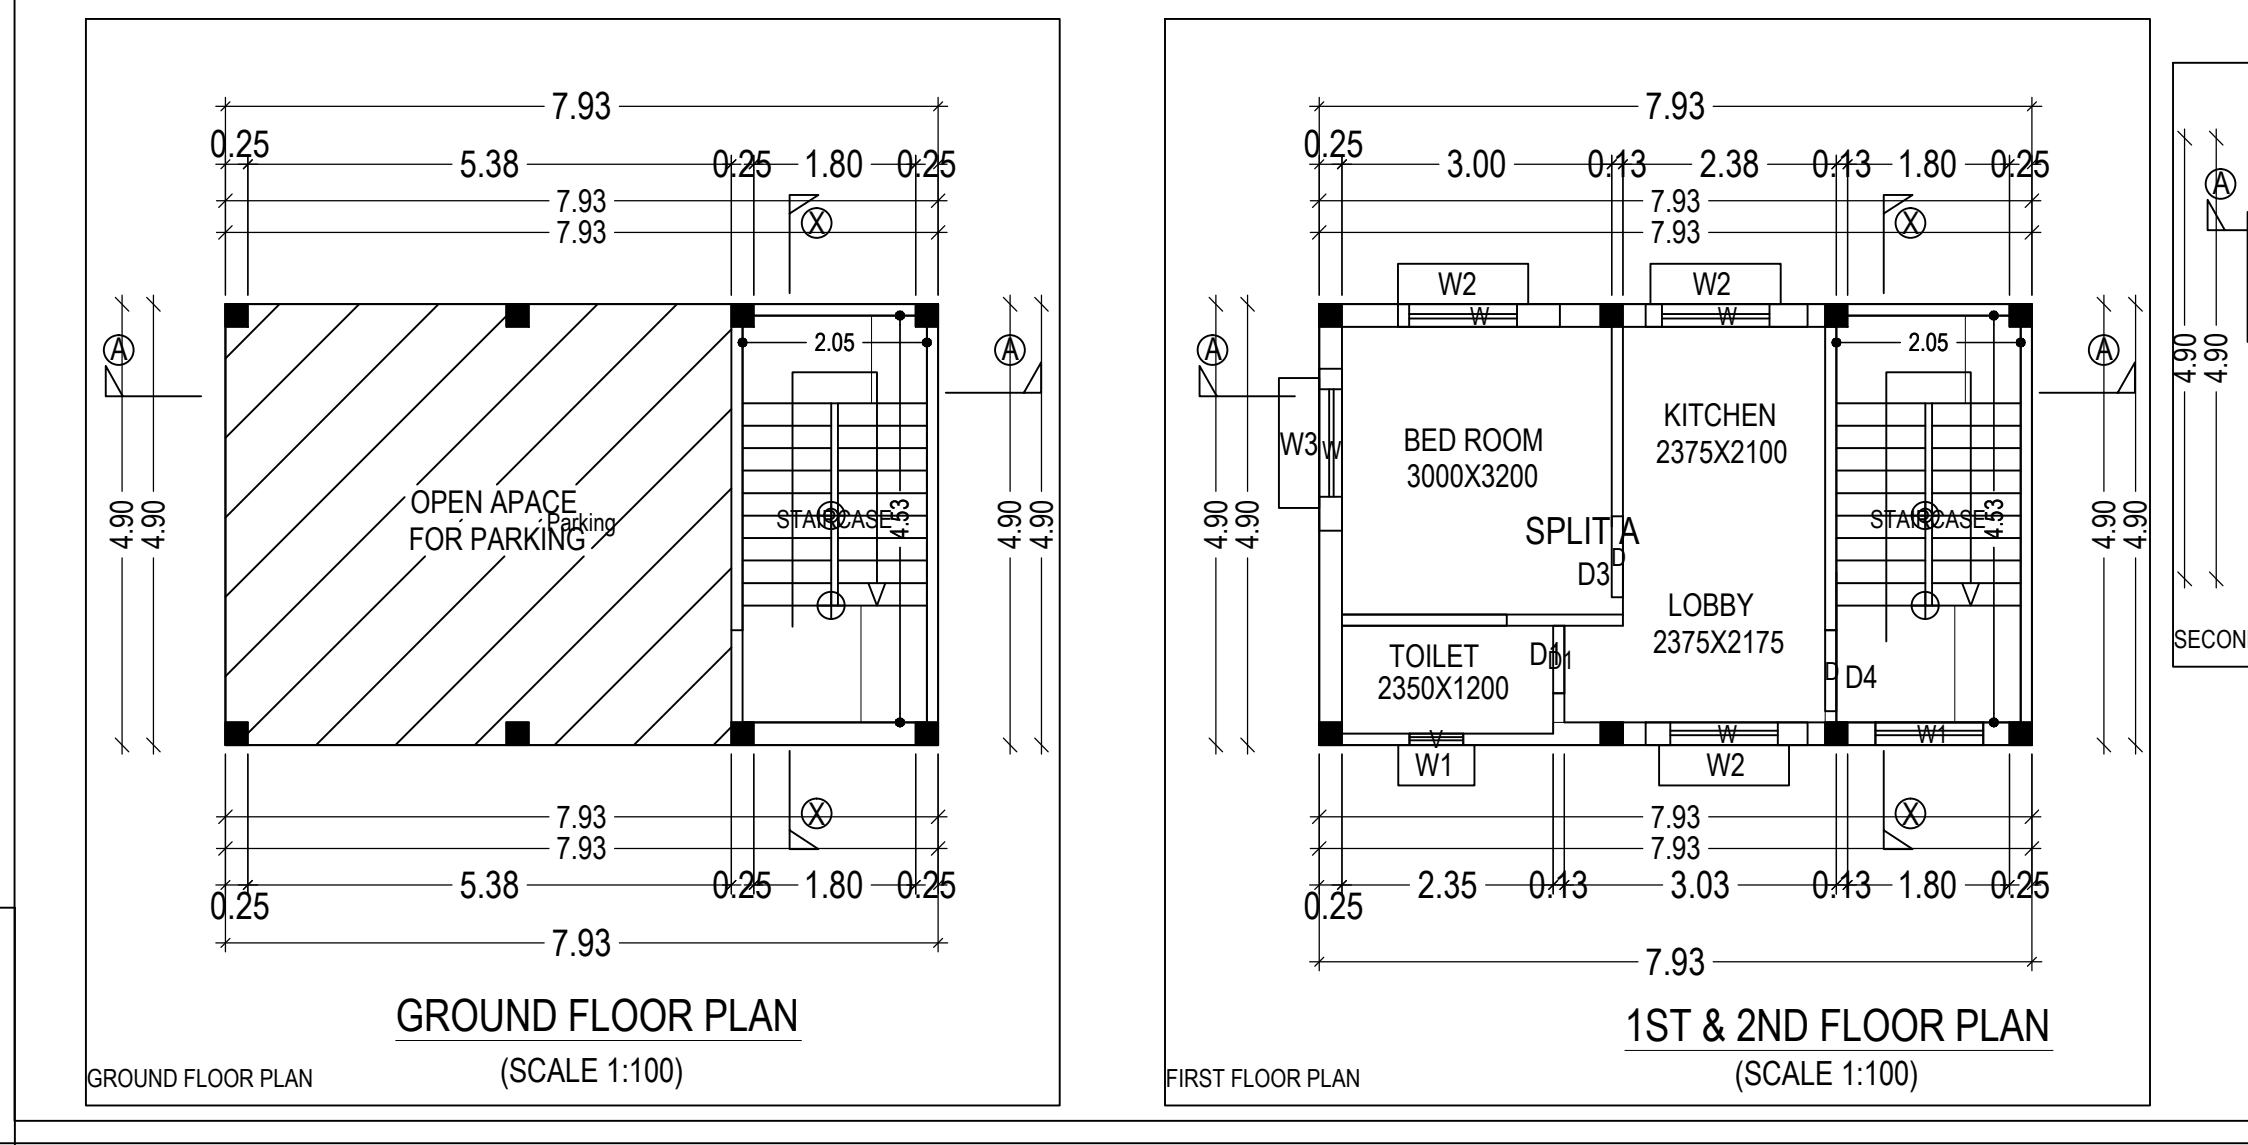 7.93
0.25
5.38
0.25
1.80
0.25
7.93
7.93
X
A
A
2.05
OPEN APACE
FOR PARKING
Parking
STAIRCASE
4.53
4.90
4.90
4.90
4.90
7.93
7.93
X
5.38
0.25
1.80
0.25
0.25
7.93
GROUND FLOOR PLAN
(SCALE 1:100)
GROUND FLOOR PLAN
7.93
0.25
3.00
0.13
2.38
0.13
1.80
0.25
7.93
7.93
X
W2
W2
W
W
A
A
2.05
W3
W
BED ROOM
3000X3200
KITCHEN
2375X2100
SPLIT A
D
D3
STAIRCASE
4.53
4.90
4.90
4.90
4.90
LOBBY
2375X2175
TOILET
2350X1200
D1
D1
D
D4
V
W
W1
W1
W2
7.93
7.93
X
2.35
0.13
3.03
0.13
1.80
0.25
0.25
7.93
1ST & 2ND FLOOR PLAN
(SCALE 1:100)
FIRST FLOOR PLAN
A
4.90
4.90
SECON